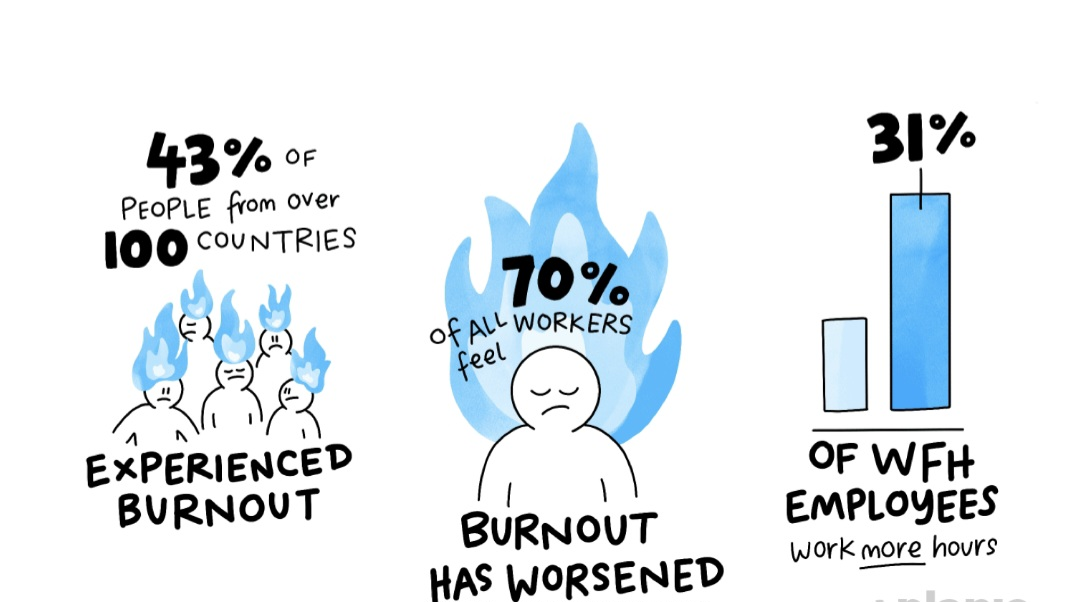 43% OF
PEOPLE from over
100 COUNTRIES
EXPERIENCED
BURNOUT
70%
of ALL WORKERS
feel
BURNOUT
HAS WORSENED
31%
OF WFH
EMPLOYEES
work more hours